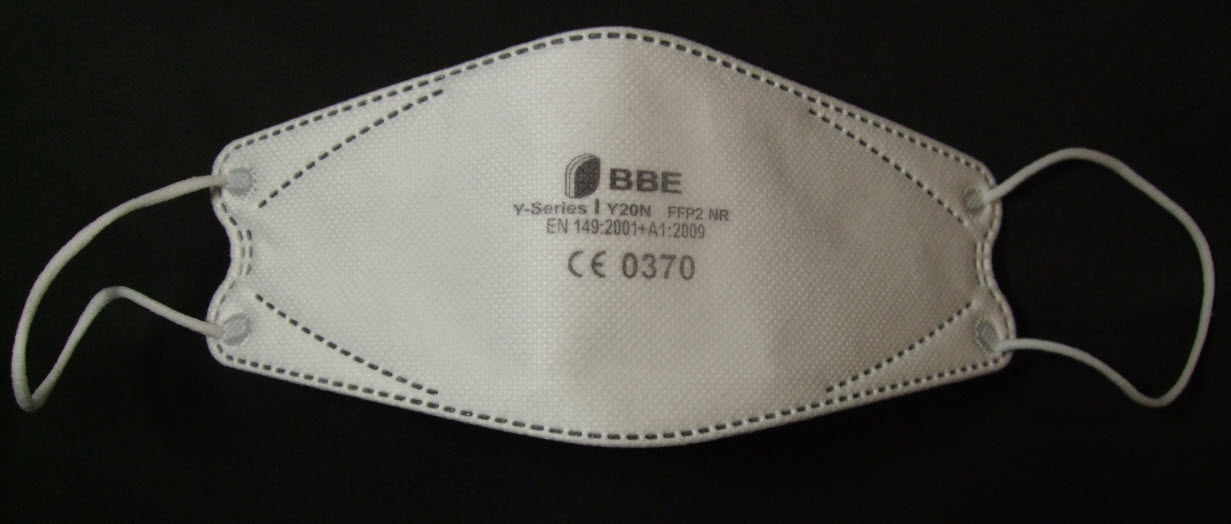 BBE
Y-Series | Y20N FFP2 NR
EN 149:2001+A1:2009
CE 0370